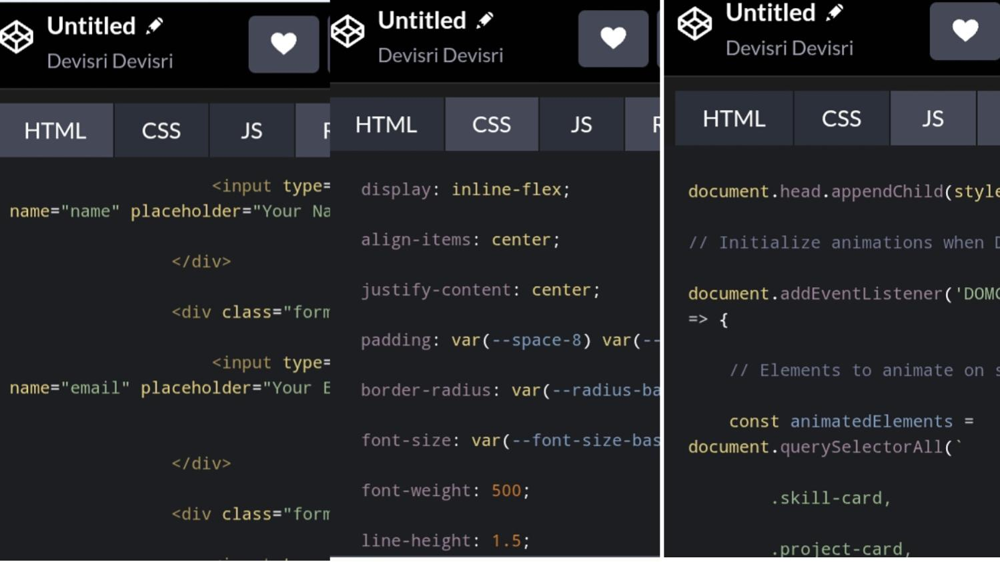 Untitled
Devisri Devisri
HTML CSS JS
<input type=
name="name" placeholder="Your Na
</div>
<div class="form
<input type=
name="email" placeholder="Your E
</div>
<div class="form
Untitled
Devisri Devisri
HTML CSS JS
display: inline-flex;
align-items: center;
justify-content: center;
padding: var(--space-8) var(--
border-radius: var(--radius-ba
font-size: var(--font-size-bas
font-weight: 500;
line-height: 1.5;
Untitled
Devisri Devisri
HTML CSS JS
document.head.appendChild(style
// Initialize animations when D
document.addEventListener('DOMC
=> {
// Elements to animate on s
const animatedElements =
document.querySelectorAll(`
.skill-card,
.project-card,